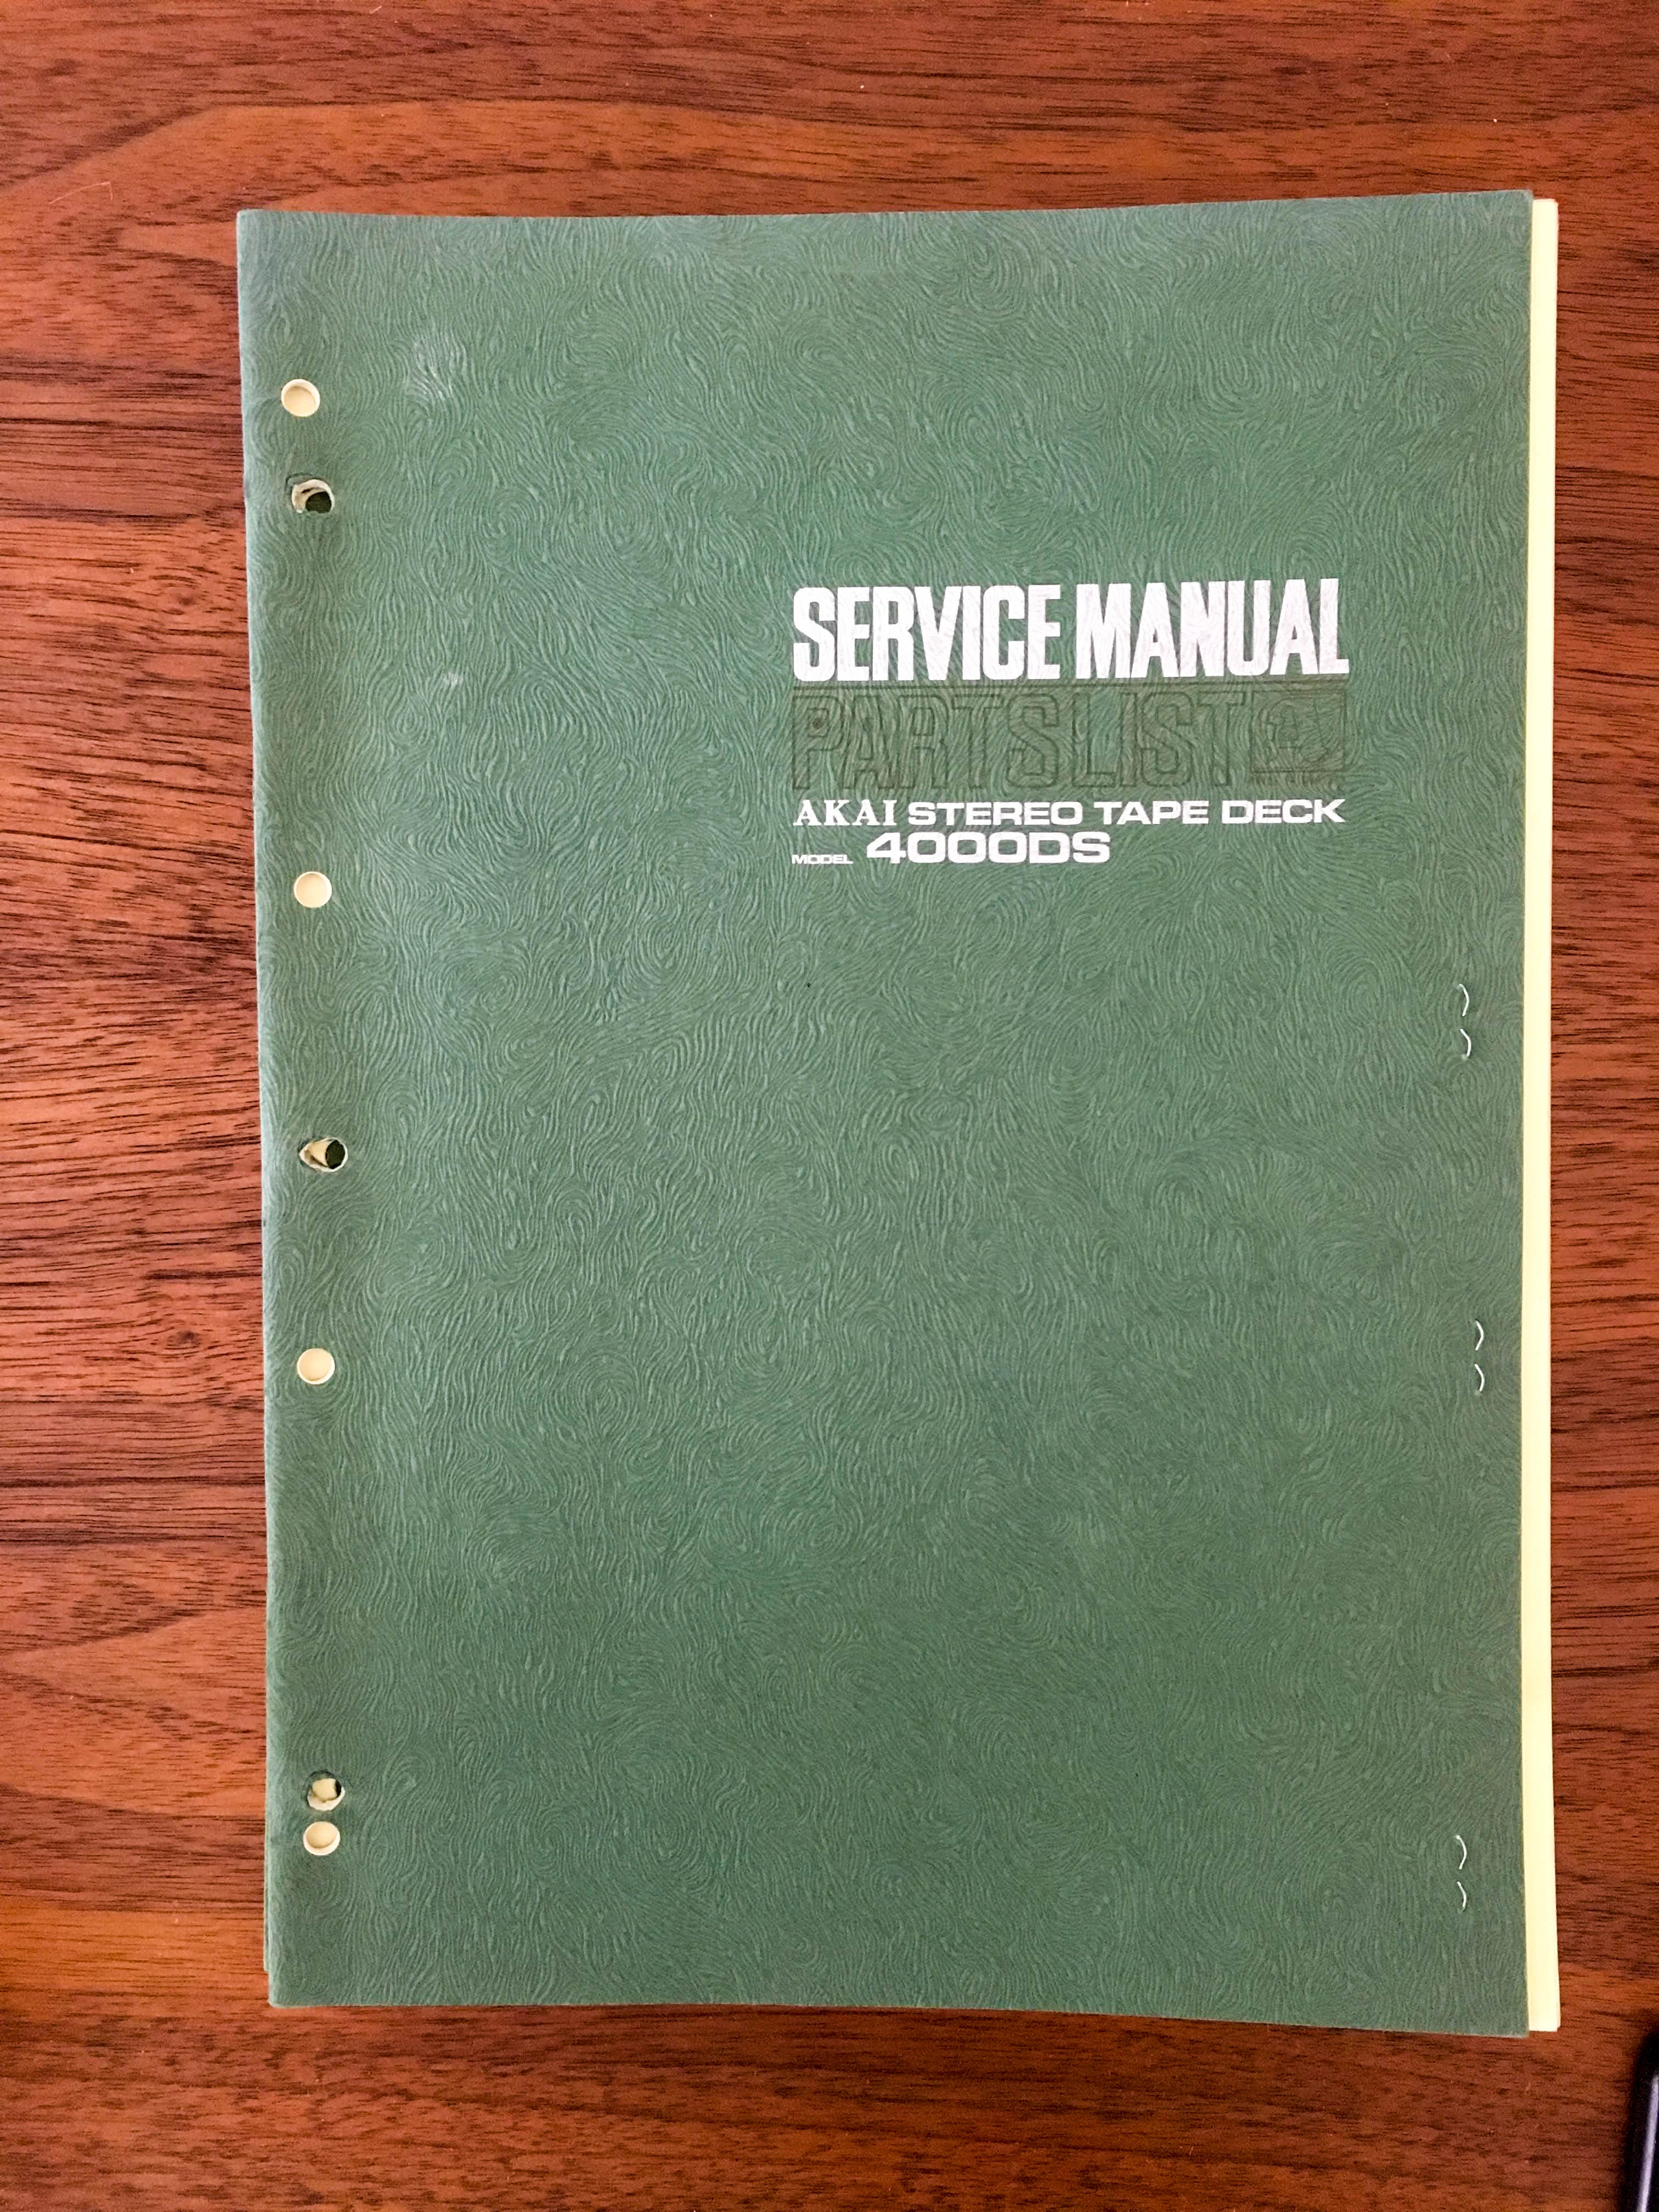 SERVICE MANUAL
PARTS LIST
AKAI STEREO TAPE DECK
MODEL 4000DS